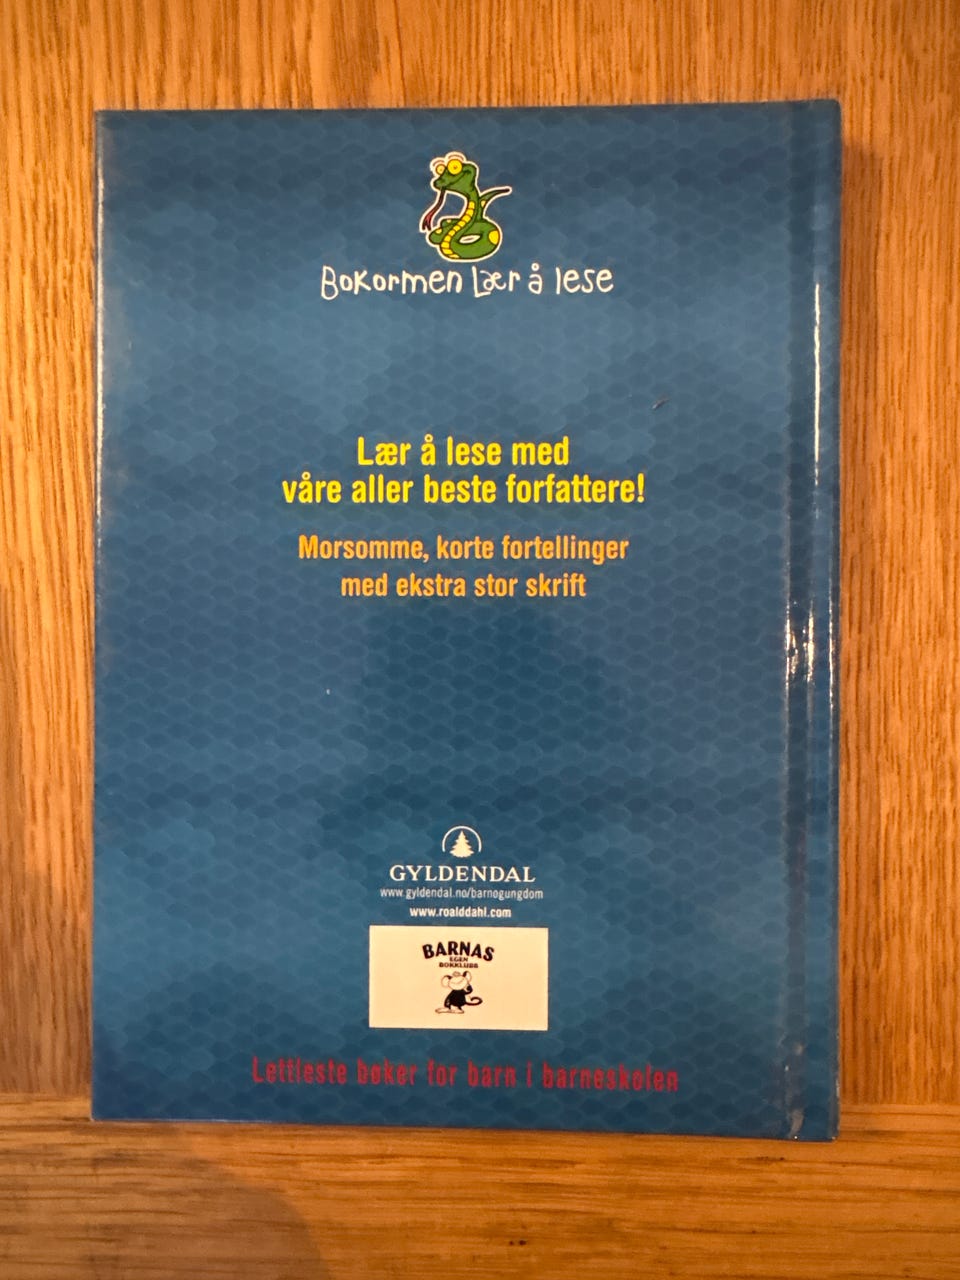 Bokormen Lær å lese
Lær å lese med
våre aller beste forfattere!
Morsomme, korte fortellinger
med ekstra stor skrift
GYLDENDAL
www.gyldendal.no/barnogungdom
www.roalddahl.com
BARNAS
EGEN
BOKKLUBB
Lettleste bøker for barn i barneskolen